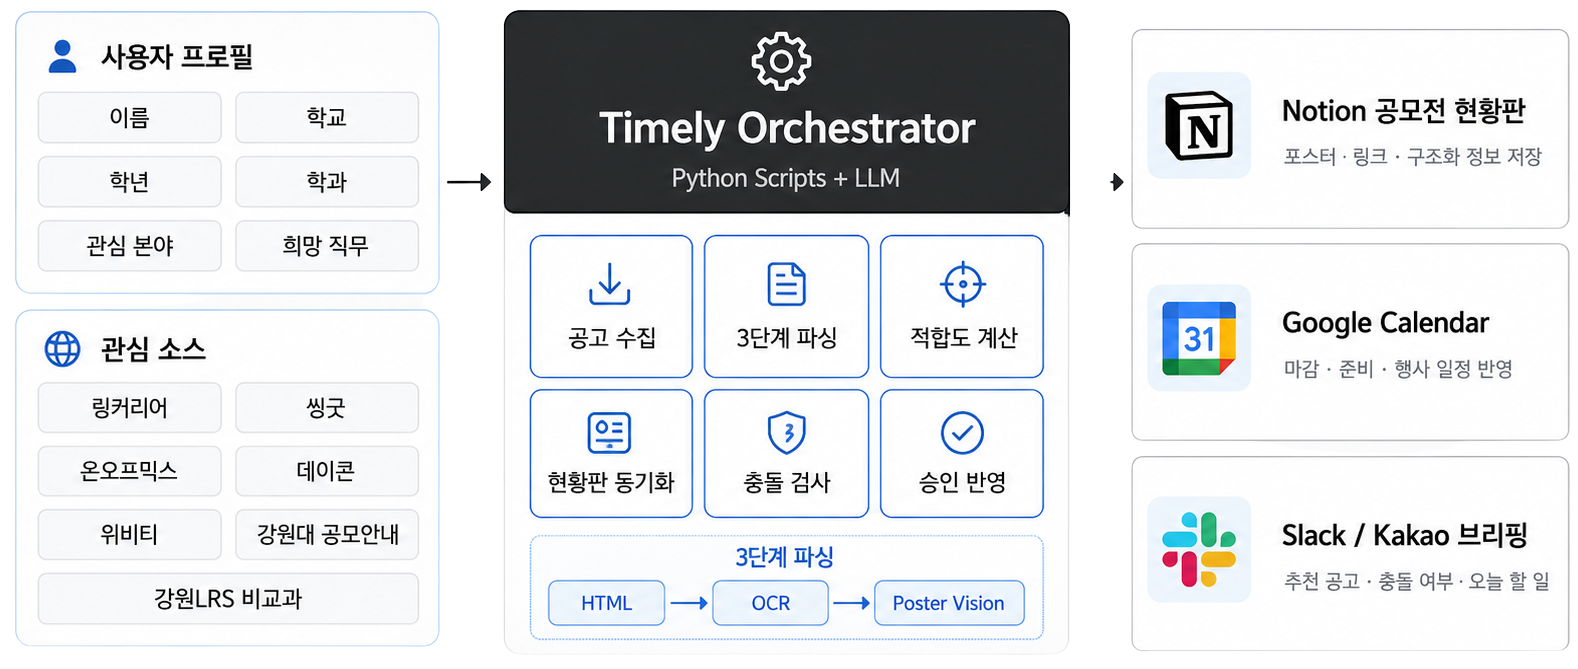 사용자 프로필
이름
학교
학년
학과
관심 본야
희망 직무
관심 소스
링커리어
씽굿
온오프믹스
데이콘
위비티
강원대 공모안내
강원LRS 비교과
Timely Orchestrator
Python Scripts + LLM
공고 수집
3단계 파싱
적합도 계산
현황판 동기화
충돌 검사
승인 반영
3단계 파싱
HTML
OCR
Poster Vision
N
Notion 공모전 현황판
포스터 · 링크 · 구조화 정보 저장
31
Google Calendar
마감 · 준비 · 행사 일정 반영
Slack / Kakao 브리핑
추천 공고 · 충돌 여부 · 오늘 할 일